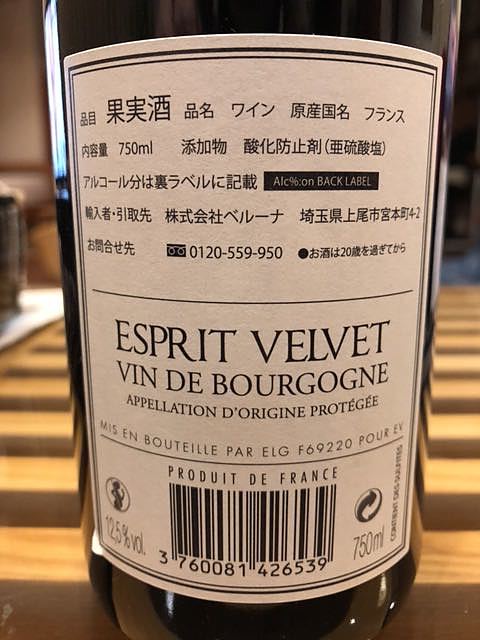 品目 果実酒 品名 ワイン 原産国名 フランス
内容量 750ml 添加物 酸化防止剤(亜硫酸塩)
アルコール分は裏ラベルに記載 Alc%:on BACK LABEL
輸入者・引取先 株式会社ベルーナ 埼玉県上尾市宮本町4-2
お問合せ先 0120-559-950 ●お酒は20歳を過ぎてから
ESPRIT VELVET
VIN DE BOURGOGNE
APPELLATION D'ORIGINE PROTÉGÉE
MIS EN BOUTEILLE PAR ELG F69220 POUR EV
PRODUIT DE FRANCE
12,5%vol.
3 760081 426539
750ml
CONTIENT DES SULFITES